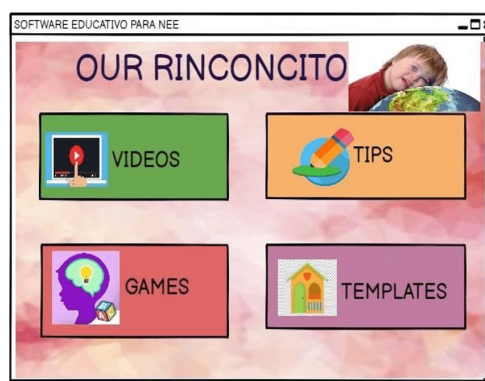 SOFTWARE EDUCATIVO PARA NEE
OUR RINCONCITO
VIDEOS
TIPS
GAMES
TEMPLATES